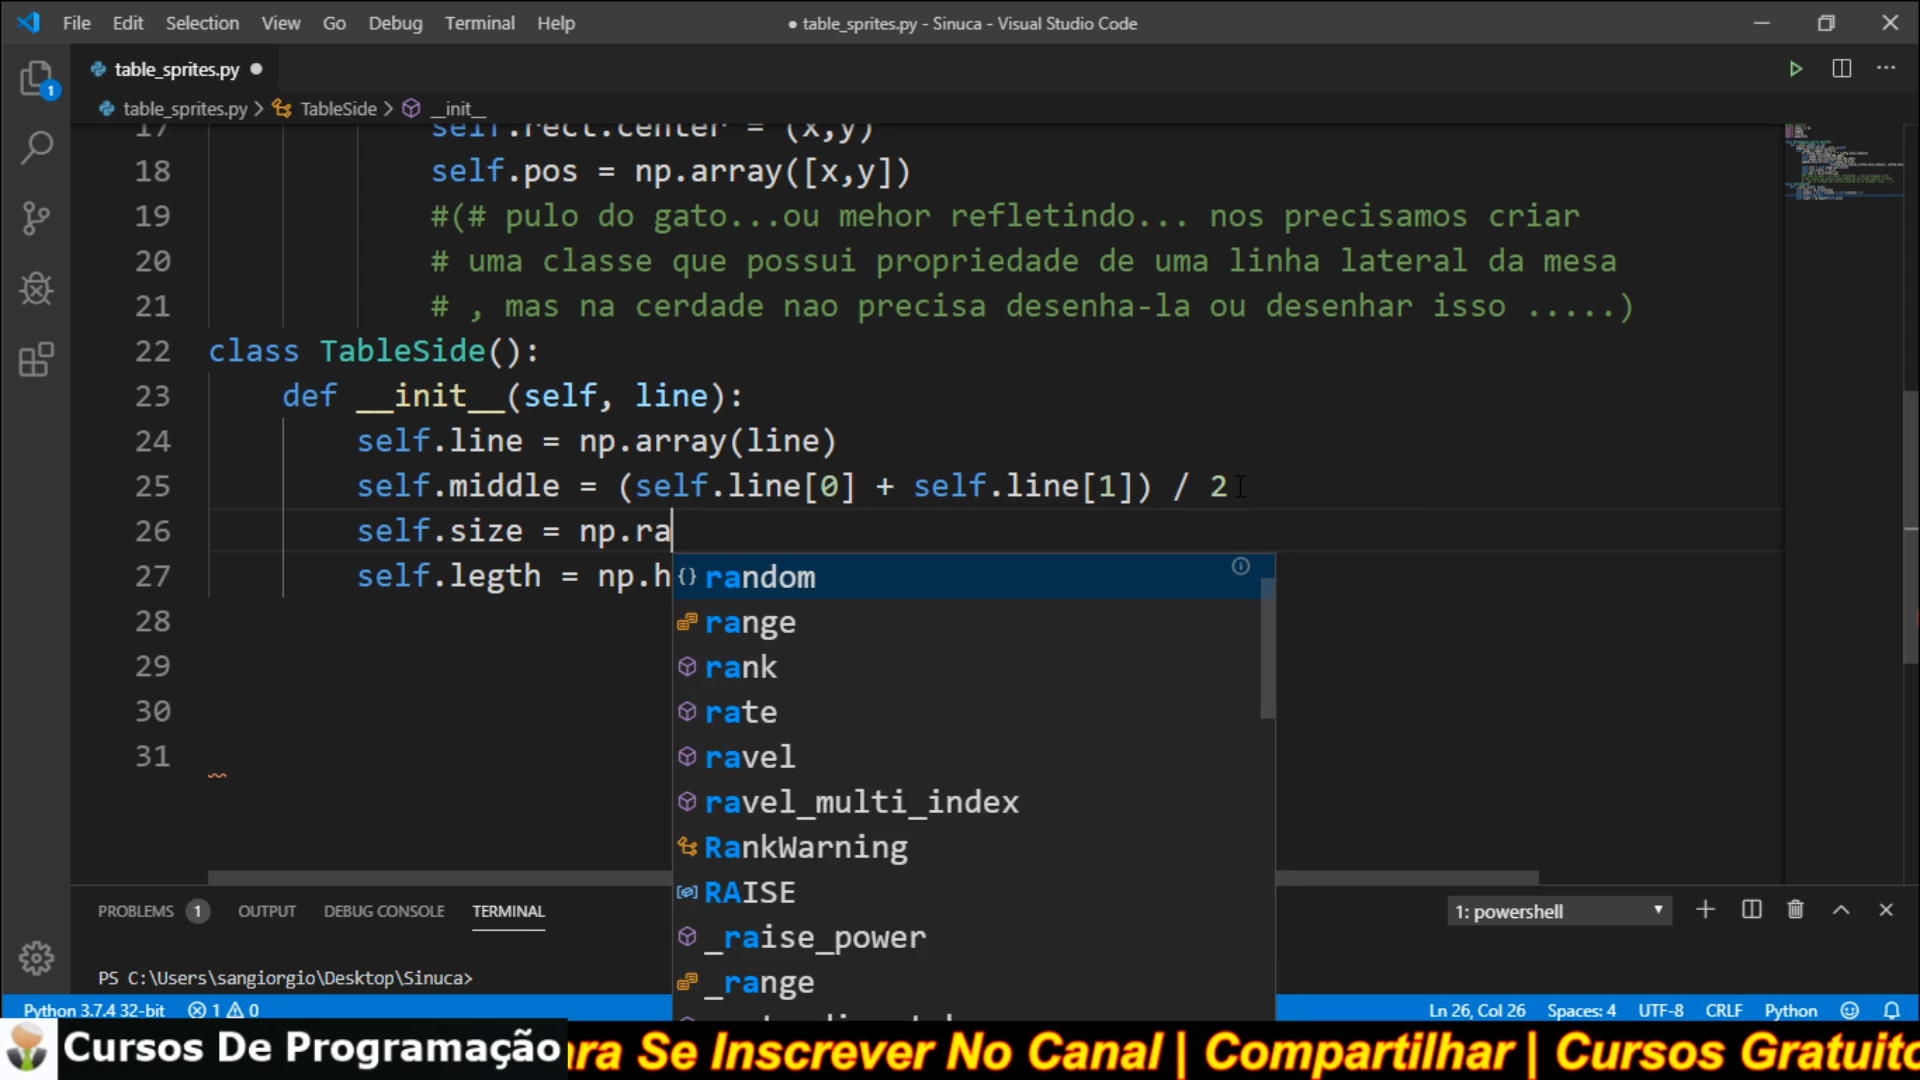 File Edit Selection View Go Debug Terminal Help
● table_sprites.py - Sinuca - Visual Studio Code
1
table_sprites.py ●
table_sprites.py > TableSide > __init__
17 self.rect.center = (x,y)
18 self.pos = np.array([x,y])
19 #(# pulo do gato...ou mehor refletindo... nos precisamos criar
20 # uma classe que possui propriedade de uma linha lateral da mesa
21 # , mas na cerdade nao precisa desenha-la ou desenhar isso .....)
22 class TableSide():
23 def __init__(self, line):
24 self.line = np.array(line)
25 self.middle = (self.line[0] + self.line[1]) / 2
26 self.size = np.ra
27 self.legth = np.h
28
29
30
31
random
range
rank
rate
ravel
ravel_multi_index
RankWarning
RAISE
_raise_power
_range
PROBLEMS 1 OUTPUT DEBUG CONSOLE TERMINAL
1: powershell
PS C:\Users\sangiorgio\Desktop\Sinuca>
Python 3.7.4 32-bit 1 0
Ln 26, Col 26 Spaces: 4 UTF-8 CRLF Python
Cursos De Programação
ara Se Inscrever No Canal | Compartilhar | Cursos Gratuito